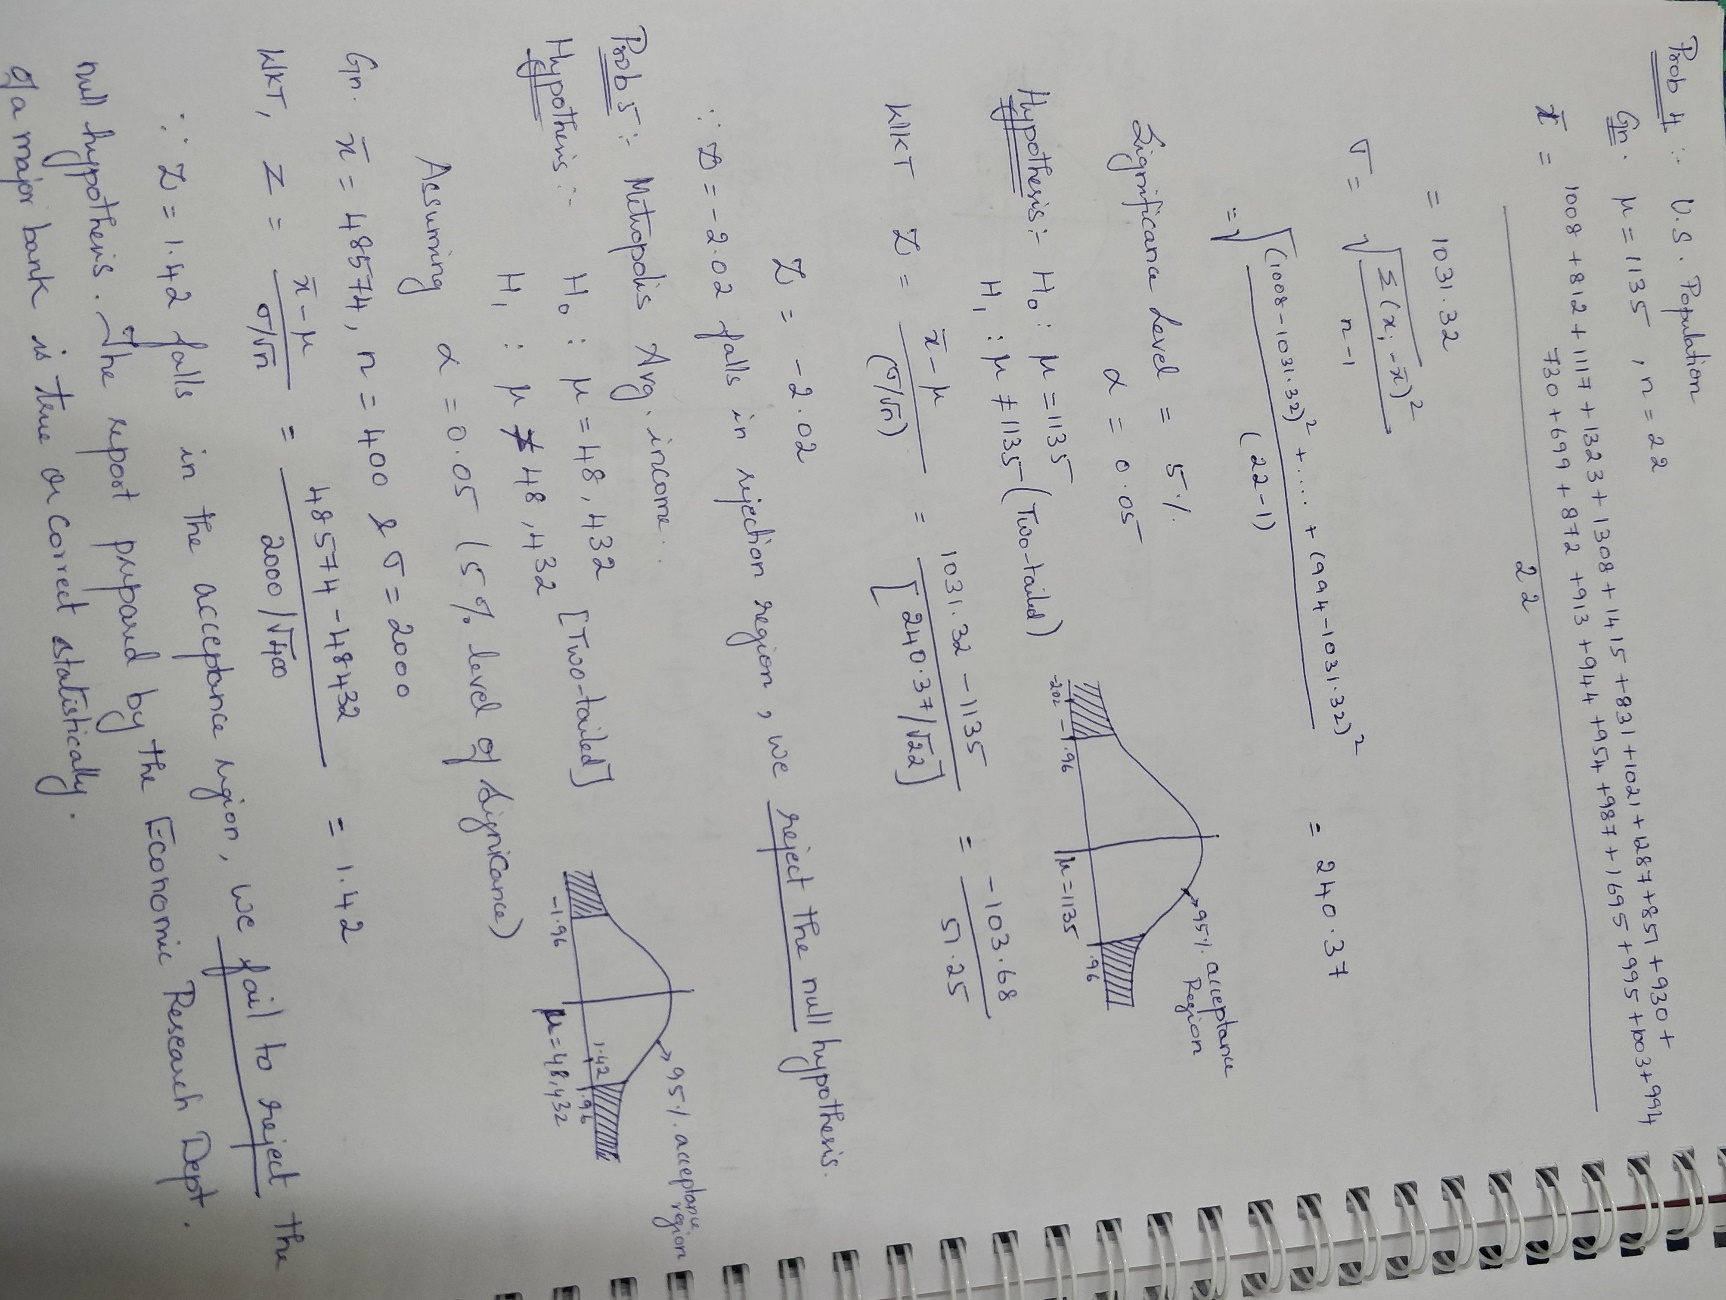 Prob 4 :- U.S. Population
Gn. μ = 1135 , n = 22
x̄ = 1008 + 812 + 1117 + 1323 + 1308 + 1415 + 831 + 1021 + 1287 + 851 + 930 +
730 + 699 + 872 + 913 + 944 + 954 + 987 + 1695 + 995 + 1003 + 994
22
= 1031.32
σ = √ Σ(xᵢ - x̄)²
n-1
= √ (1008 - 1031.32)² + .... + (994 - 1031.32)² = 240.37
(22-1)
Significance Level = 5%
α = 0.05
95% acceptance
Region
Hypothesis :- H₀ : μ = 1135
H₁ : μ ≠ 1135 (Two-tailed)
-2.02 -1.96 μ = 1135 1.96
WKT Z = x̄ - μ = 1031.32 - 1135 = -103.68
(σ/√n) [240.37/√22] 51.25
Z = -2.02
∵ Z = -2.02 falls in rejection region, we reject the null hypothesis.
Prob 5 :- Metropolis Avg. income..
Hypothesis :- H₀ : μ = 48,432
H₁ : μ ≠ 48,432 [Two-tailed]
95% acceptance
region
-1.96 μ = 48,432 1.42 1.96
Assuming α = 0.05 (5% level of Significance)
Gn. x̄ = 48574, n = 400 & σ = 2000
WKT, Z = x̄ - μ = 48574 - 48432 = 1.42
σ/√n 2000/√400
∵ Z = 1.42 falls in the acceptance region, we fail to reject the
null hypothesis. The report prepared by the Economic Research Dept.
of a major bank is true or correct statistically.